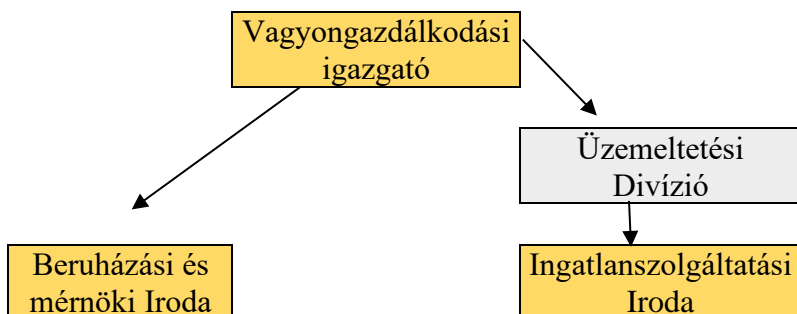 Vagyongazdálkodási
igazgató
Üzemeltetési
Divízió
Beruházási és
mérnöki Iroda
Ingatlanszolgáltatási
Iroda